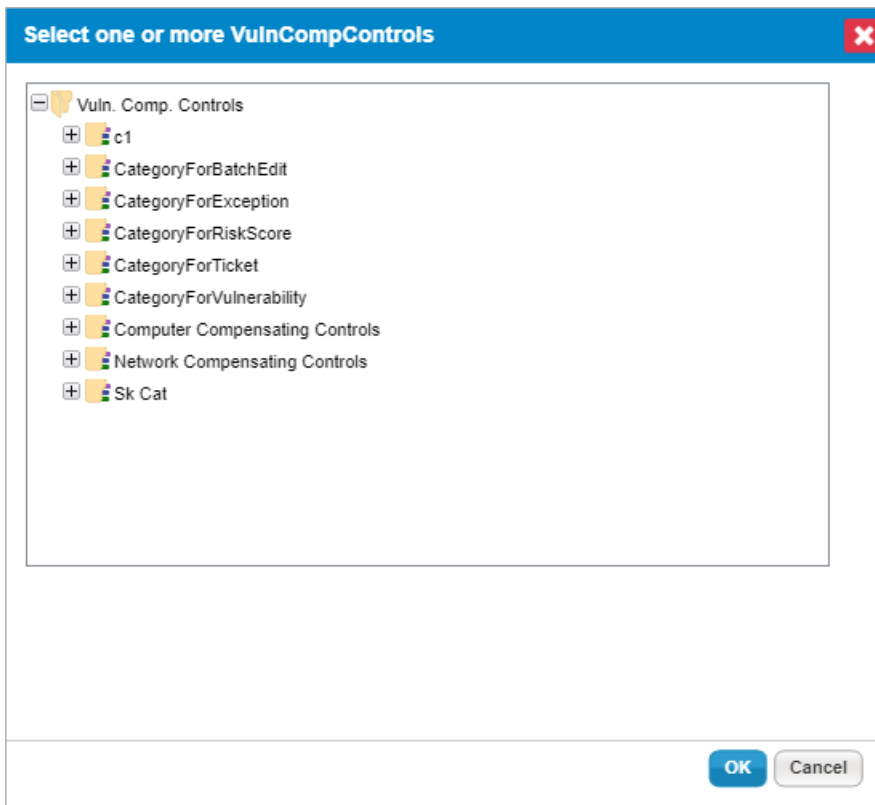 Select one or more VulnCompControls
Vuln. Comp. Controls
c1
CategoryForBatchEdit
CategoryForException
CategoryForRiskScore
CategoryForTicket
CategoryForVulnerability
Computer Compensating Controls
Network Compensating Controls
Sk Cat
OK Cancel